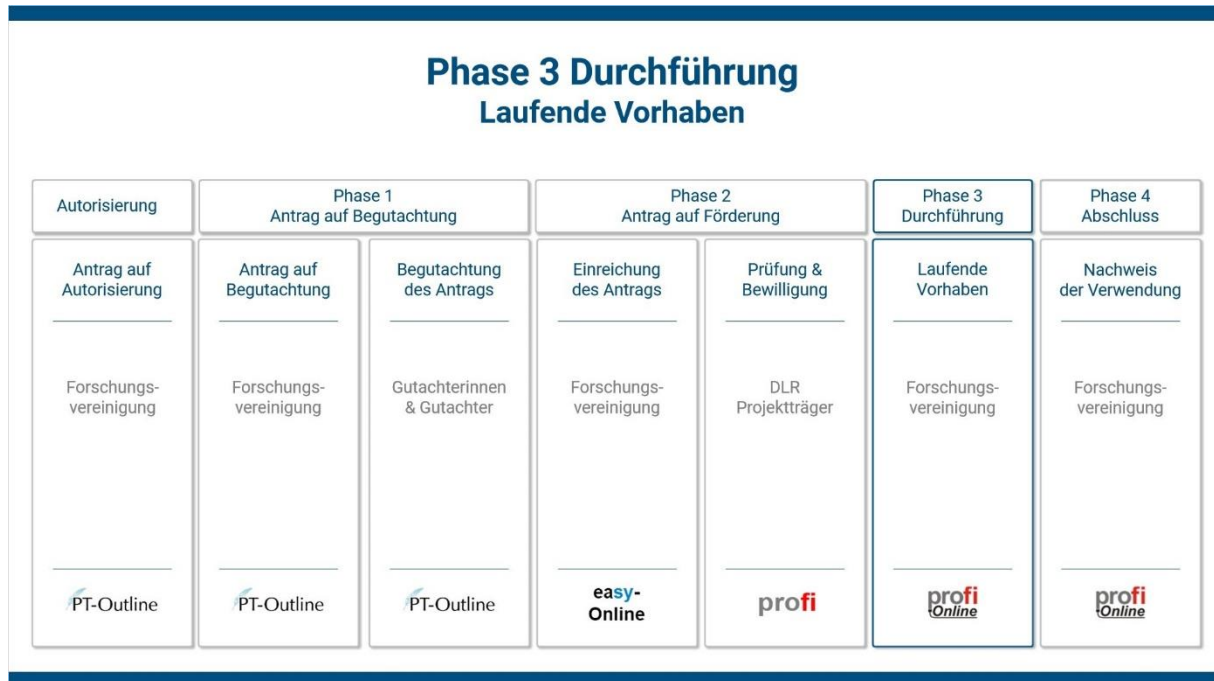 Phase 3 Durchführung
Laufende Vorhaben
Autorisierung
Phase 1
Antrag auf Begutachtung
Phase 2
Antrag auf Förderung
Phase 3
Durchführung
Phase 4
Abschluss
Antrag auf
Autorisierung
Forschungs-
vereinigung
PT-Outline
Antrag auf
Begutachtung
Forschungs-
vereinigung
PT-Outline
Begutachtung
des Antrags
Gutachterinnen
& Gutachter
PT-Outline
Einreichung
des Antrags
Forschungs-
vereinigung
easy-
Online
Prüfung &
Bewilligung
DLR
Projektträger
profi
Laufende
Vorhaben
Forschungs-
vereinigung
profi
-Online
Nachweis
der Verwendung
Forschungs-
vereinigung
profi
-Online